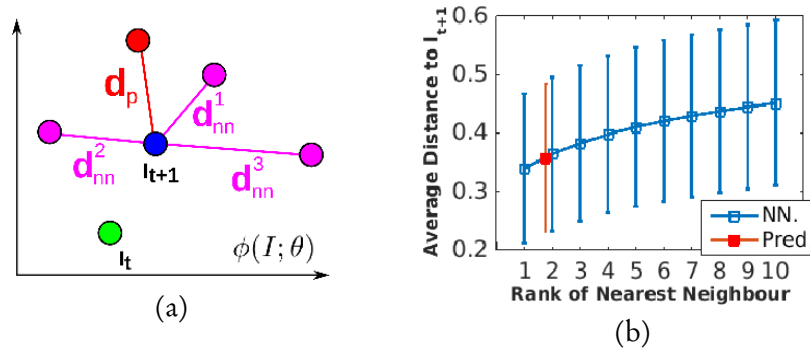 d_p
d_nn^1
d_nn^2
d_nn^3
I_{t+1}
I_t
ϕ(I; θ)
(a)
Average Distance to I_{t+1}
0.6
0.5
0.4
0.3
0.2
NN.
Pred
1 2 3 4 5 6 7 8 9 10
Rank of Nearest Neighbour
(b)